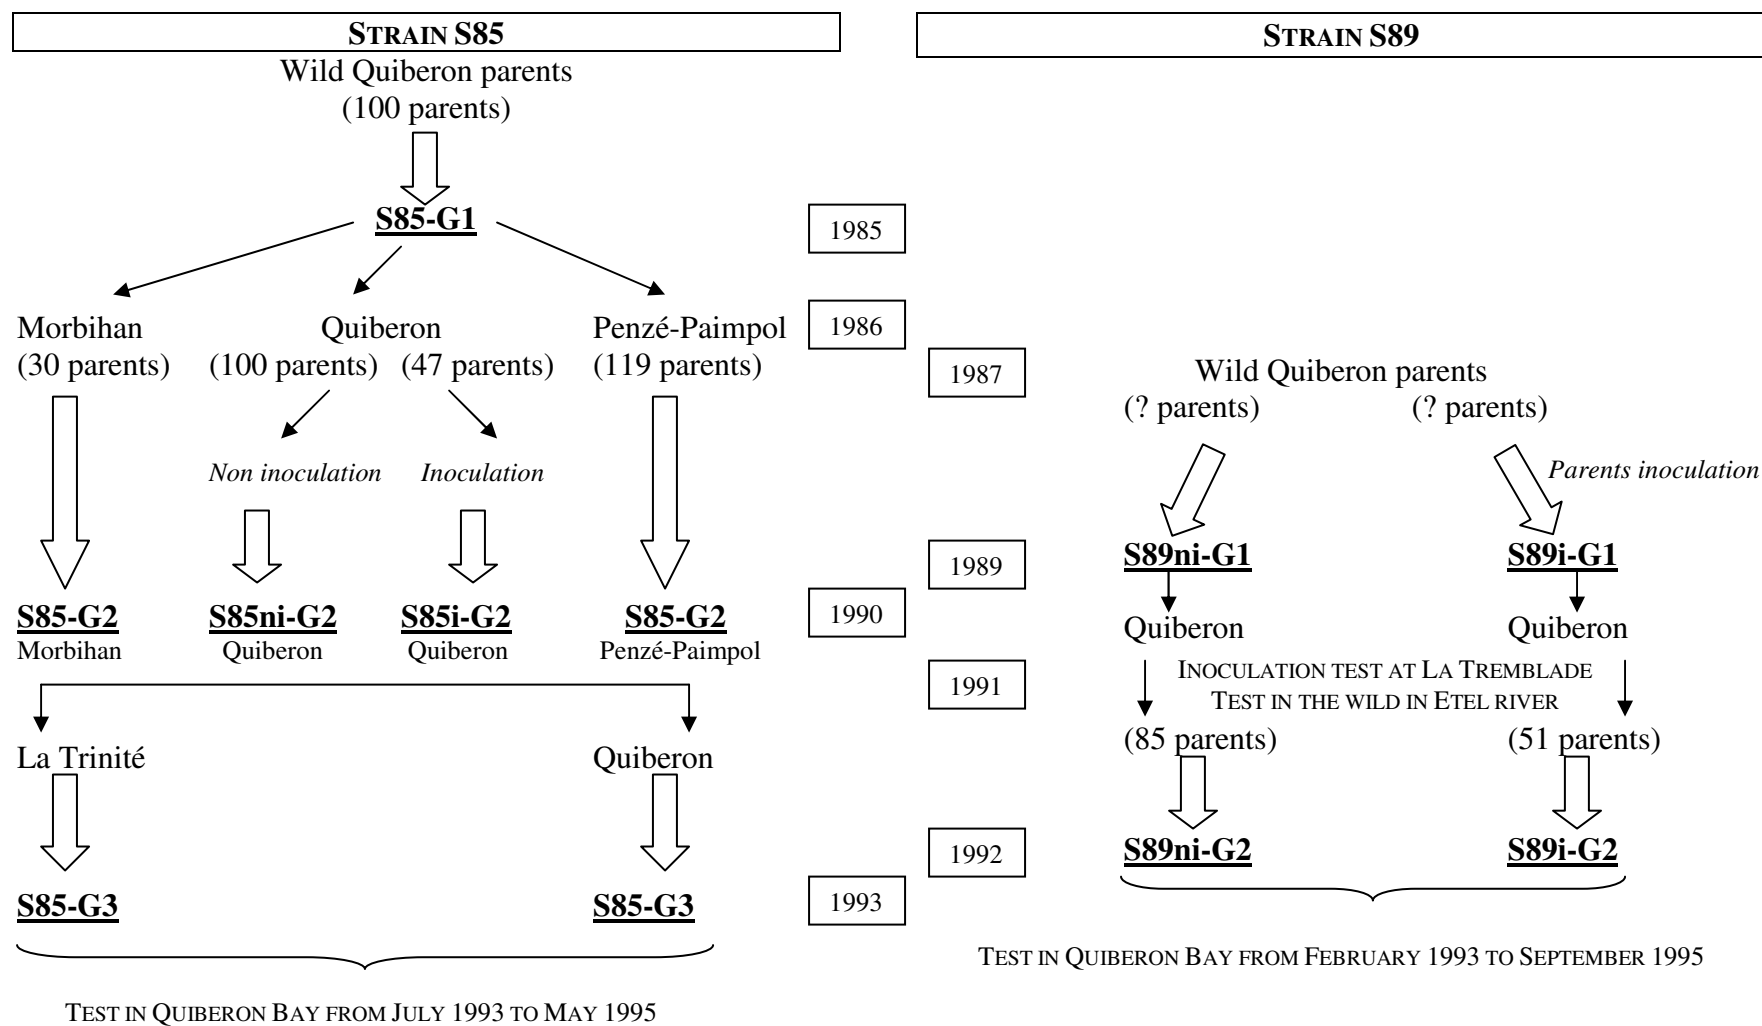 STRAIN S85
Wild Quiberon parents
(100 parents)
S85-G1
Morbihan Quiberon Penzé-Paimpol
(30 parents) (100 parents) (47 parents) (119 parents)
Non inoculation Inoculation
S85-G2 S85ni-G2 S85i-G2 S85-G2
Morbihan Quiberon Quiberon Penzé-Paimpol
La Trinité Quiberon
S85-G3 S85-G3
TEST IN QUIBERON BAY FROM JULY 1993 TO MAY 1995
1985
1986
1990
1993
1987
1989
1991
1992
STRAIN S89
Wild Quiberon parents
(? parents) (? parents)
Parents inoculation
S89ni-G1 S89i-G1
Quiberon Quiberon
INOCULATION TEST AT LA TREMBLADE
TEST IN THE WILD IN ETEL RIVER
(85 parents) (51 parents)
S89ni-G2 S89i-G2
TEST IN QUIBERON BAY FROM FEBRUARY 1993 TO SEPTEMBER 1995